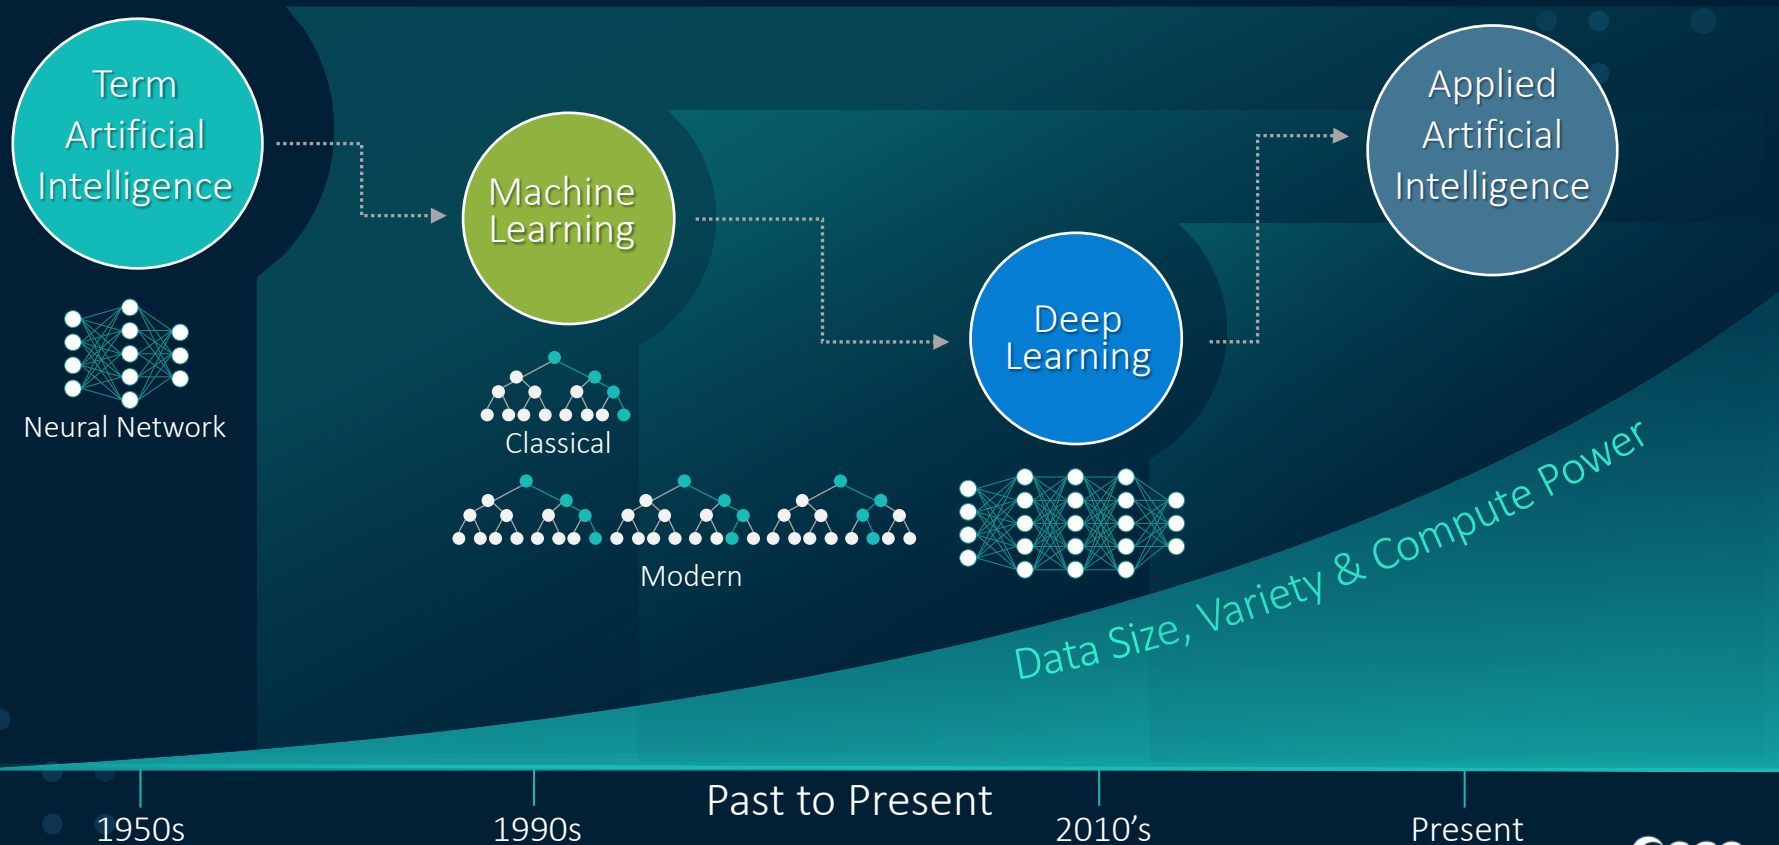 Term
Artificial
Intelligence
Neural Network
Machine
Learning
Classical
Modern
Deep
Learning
Applied
Artificial
Intelligence
Data Size, Variety & Compute Power
Past to Present
1950s
1990s
2010's
Present